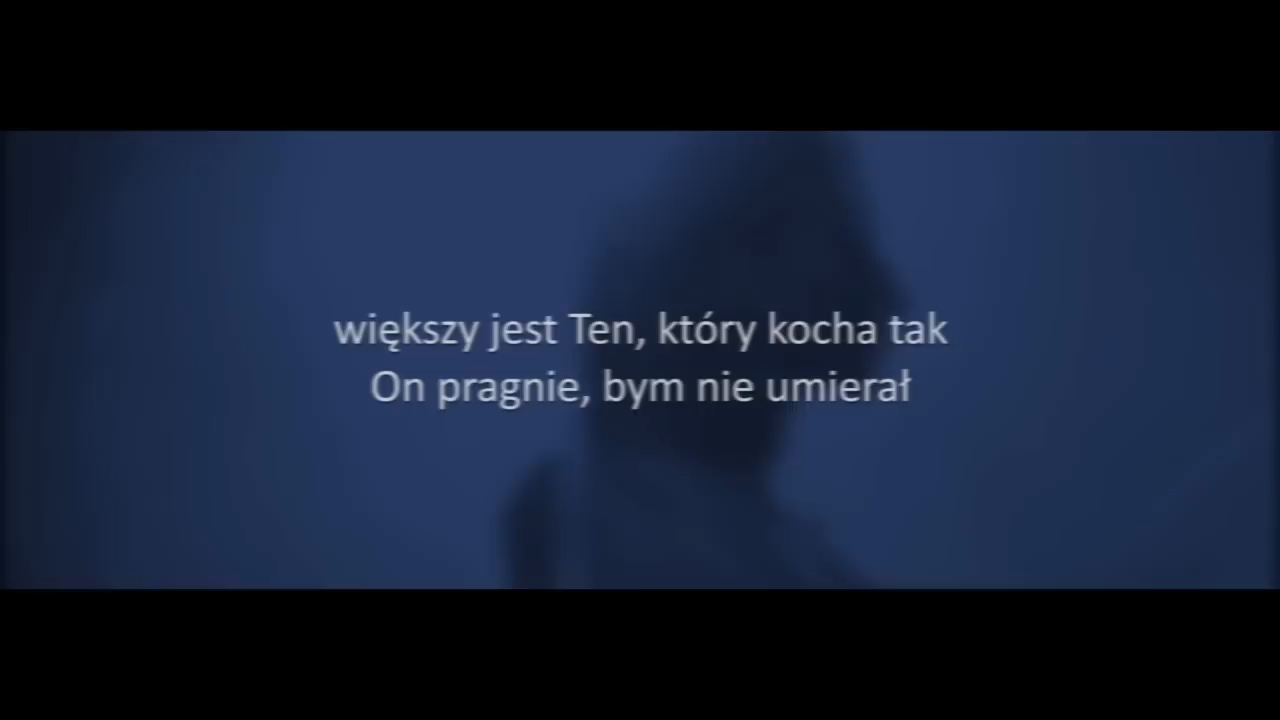 większy jest Ten, który kocha tak
On pragnie, bym nie umierał